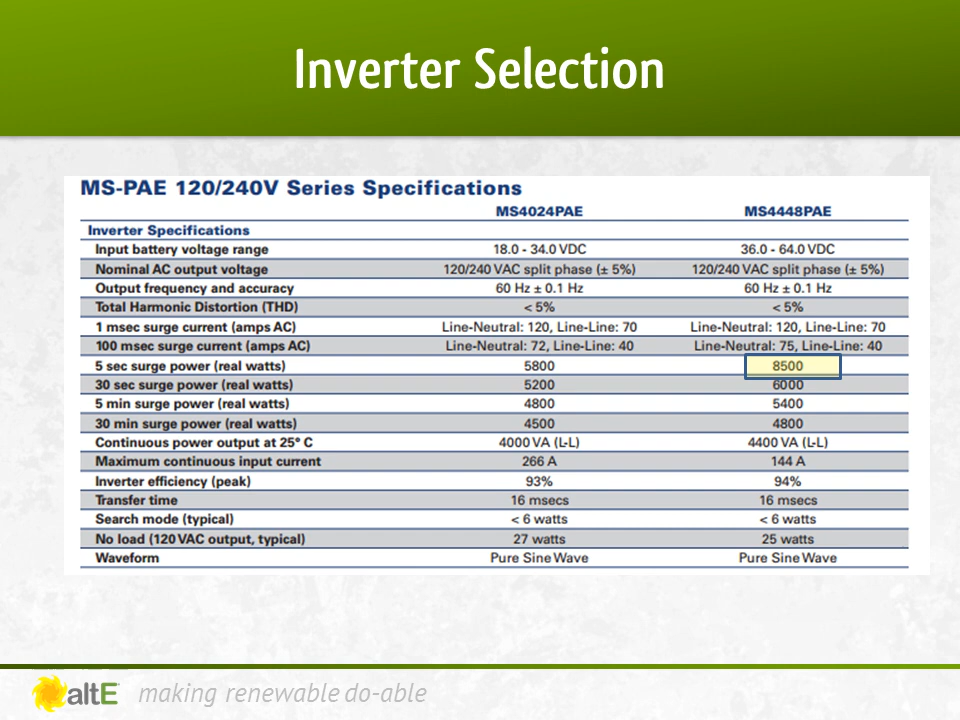 Inverter Selection
MS-PAE 120/240V Series Specifications
MS4024PAE MS4448PAE
Inverter Specifications
Input battery voltage range 18.0 - 34.0 VDC 36.0 - 64.0 VDC
Nominal AC output voltage 120/240 VAC split phase (± 5%) 120/240 VAC split phase (± 5%)
Output frequency and accuracy 60 Hz ± 0.1 Hz 60 Hz ± 0.1 Hz
Total Harmonic Distortion (THD) < 5% < 5%
1 msec surge current (amps AC) Line-Neutral: 120, Line-Line: 70 Line-Neutral: 120, Line-Line: 70
100 msec surge current (amps AC) Line-Neutral: 72, Line-Line: 40 Line-Neutral: 75, Line-Line: 40
5 sec surge power (real watts) 5800 8500
30 sec surge power (real watts) 5200 6000
5 min surge power (real watts) 4800 5400
30 min surge power (real watts) 4500 4800
Continuous power output at 25° C 4000 VA (L-L) 4400 VA (L-L)
Maximum continuous input current 266 A 144 A
Inverter efficiency (peak) 93% 94%
Transfer time 16 msecs 16 msecs
Search mode (typical) < 6 watts < 6 watts
No load (120 VAC output, typical) 27 watts 25 watts
Waveform Pure Sine Wave Pure Sine Wave
altE making renewable do-able